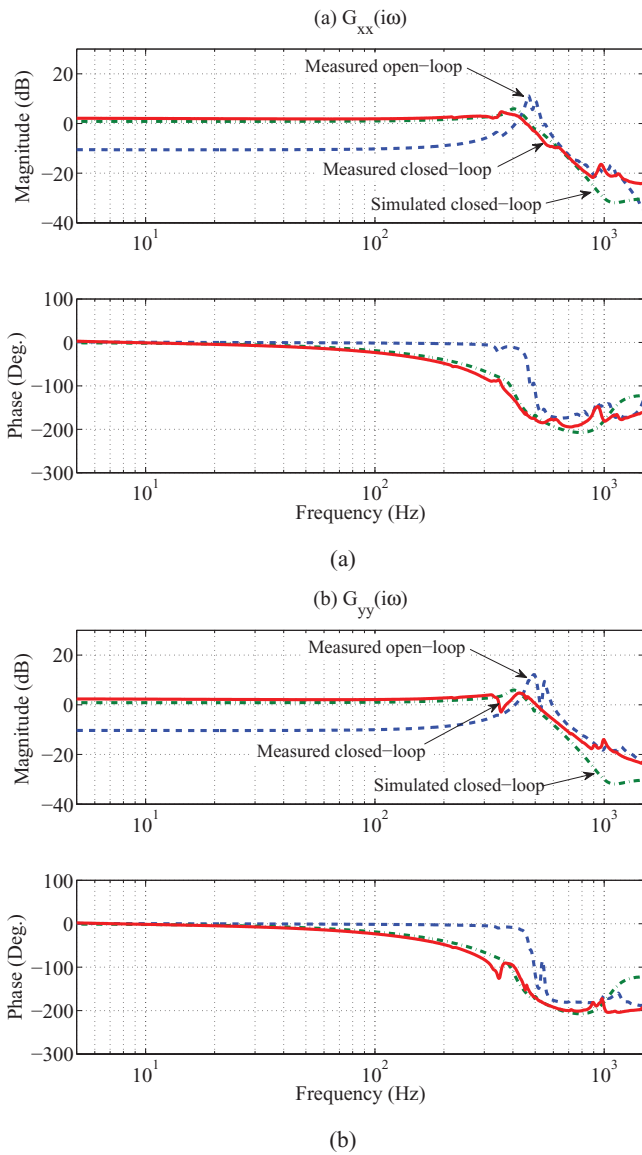 (a) G_xx(iω)
Magnitude (dB)
20
0
−20
−40
Measured open−loop
Measured closed−loop
Simulated closed−loop
10^1
10^2
10^3
Phase (Deg.)
100
0
−100
−200
−300
10^1
10^2
10^3
Frequency (Hz)
(a)
(b) G_yy(iω)
Magnitude (dB)
20
0
−20
−40
Measured open−loop
Measured closed−loop
Simulated closed−loop
10^1
10^2
10^3
Phase (Deg.)
100
0
−100
−200
−300
10^1
10^2
10^3
Frequency (Hz)
(b)